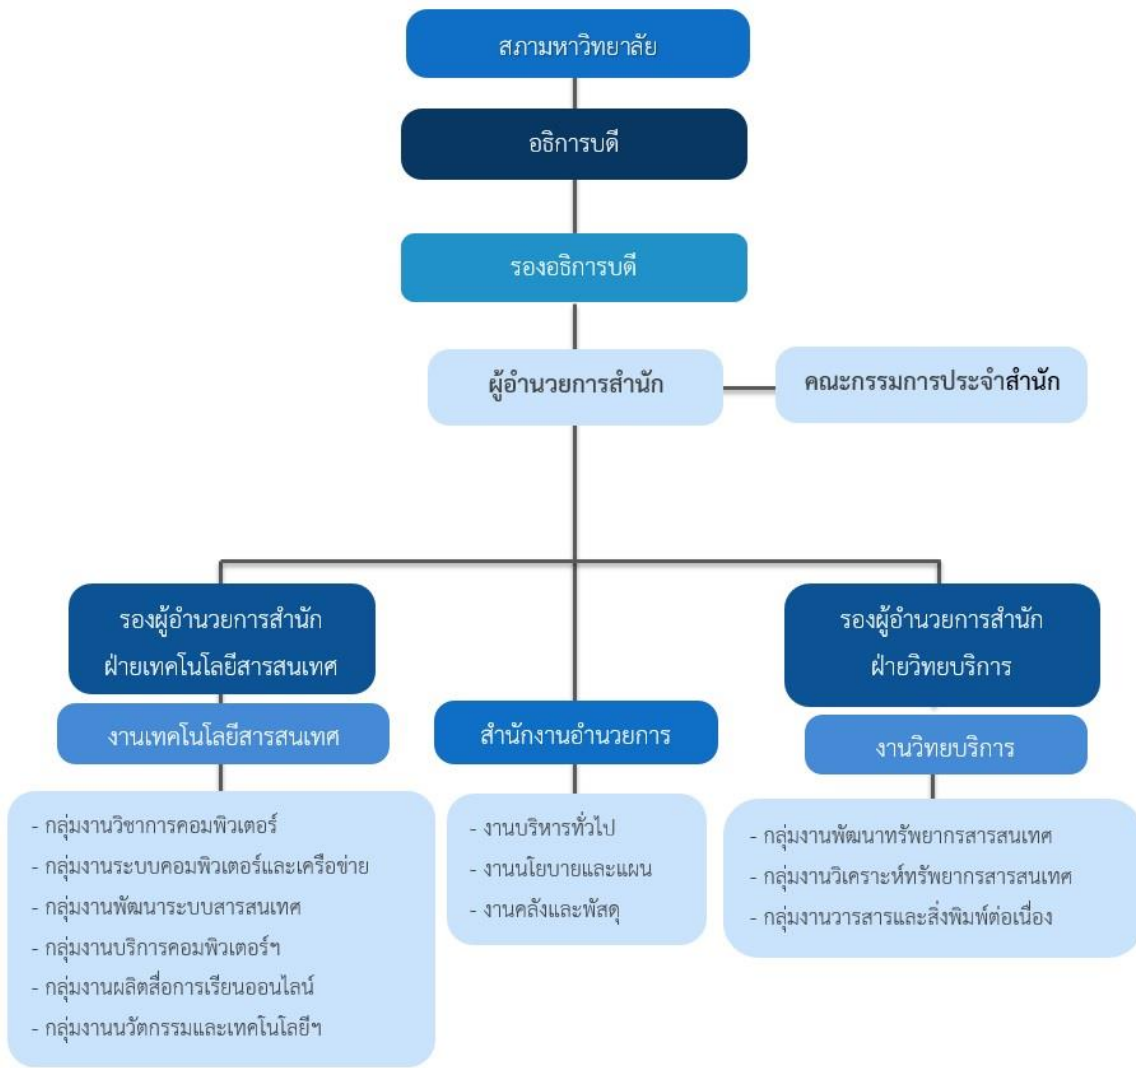 สภามหาวิทยาลัย
อธิการบดี
รองอธิการบดี
ผู้อำนวยการสำนัก
คณะกรรมการประจำสำนัก
รองผู้อำนวยการสำนัก
ฝ่ายเทคโนโลยีสารสนเทศ
งานเทคโนโลยีสารสนเทศ
- กลุ่มงานวิชาการคอมพิวเตอร์
- กลุ่มงานระบบคอมพิวเตอร์และเครือข่าย
- กลุ่มงานพัฒนาระบบสารสนเทศ
- กลุ่มงานบริการคอมพิวเตอร์ฯ
- กลุ่มงานผลิตสื่อการเรียนออนไลน์
- กลุ่มงานนวัตกรรมและเทคโนโลยีฯ
สำนักงานอำนวยการ
- งานบริหารทั่วไป
- งานนโยบายและแผน
- งานคลังและพัสดุ
รองผู้อำนวยการสำนัก
ฝ่ายวิทยบริการ
งานวิทยบริการ
- กลุ่มงานพัฒนาทรัพยากรสารสนเทศ
- กลุ่มงานวิเคราะห์ทรัพยากรสารสนเทศ
- กลุ่มงานวารสารและสิ่งพิมพ์ต่อเนื่อง